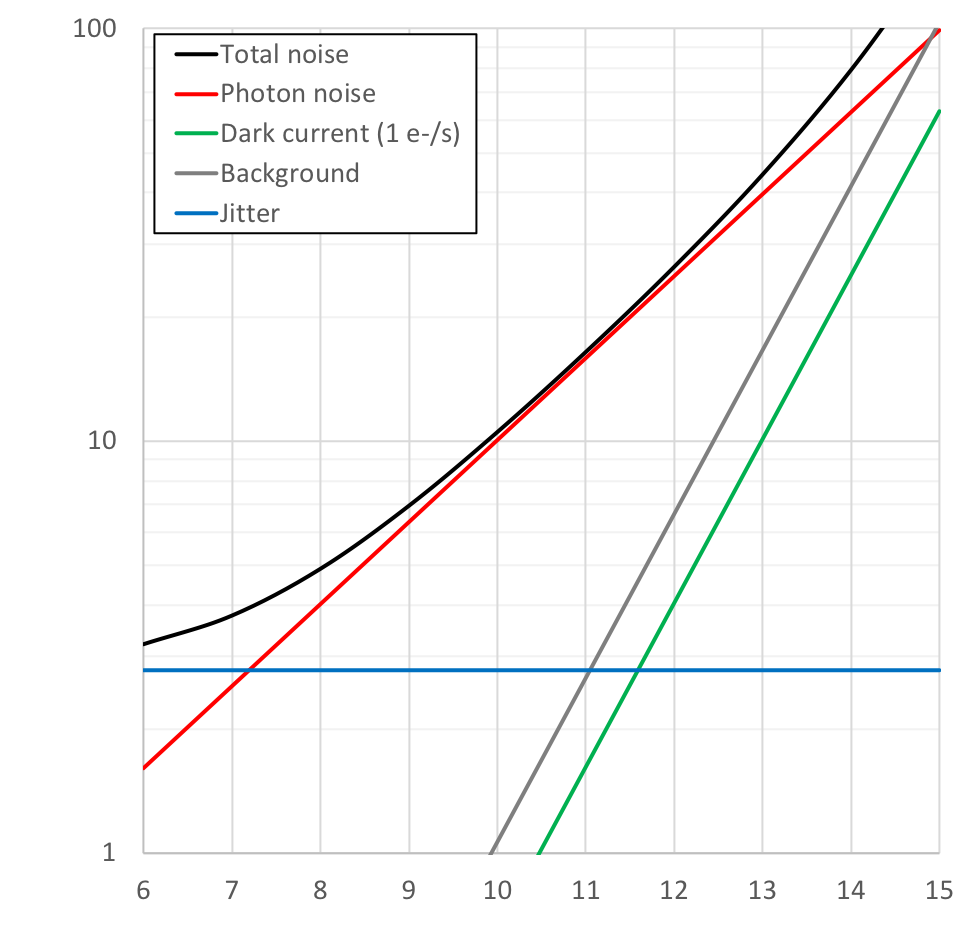 100
Total noise
Photon noise
Dark current (1 e-/s)
Background
Jitter
10
1
6 7 8 9 10 11 12 13 14 15